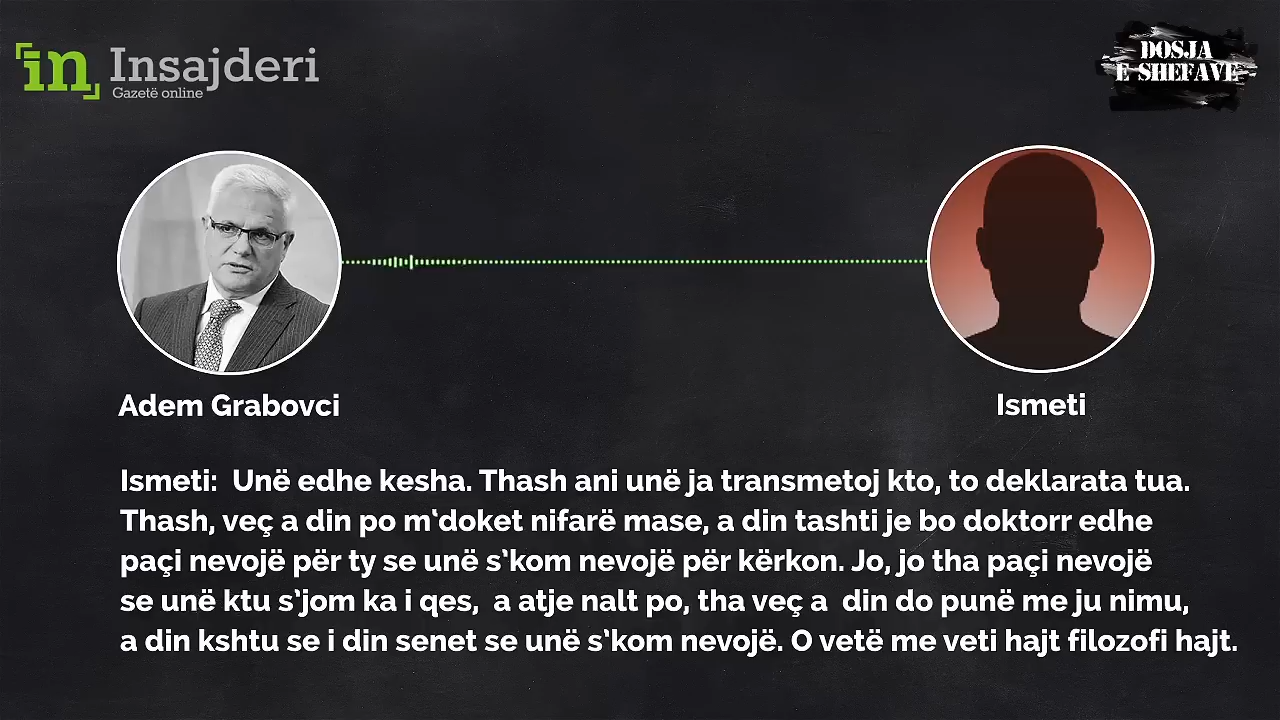 in Insajderi
Gazetë online
DOSJA
E SHEFAVE
Adem Grabovci
Ismeti
Ismeti:  Unë edhe kesha. Thash ani unë ja transmetoj kto, to deklarata tua.
Thash, veç a din po m‘doket nifarë mase, a din tashti je bo doktorr edhe
paçi nevojë për ty se unë s‘kom nevojë për kërkon. Jo, jo tha paçi nevojë
se unë ktu s‘jom ka i qes,  a atje nalt po, tha veç a  din do punë me ju nimu,
a din kshtu se i din senet se unë s‘kom nevojë. O vetë me veti hajt filozofi hajt.